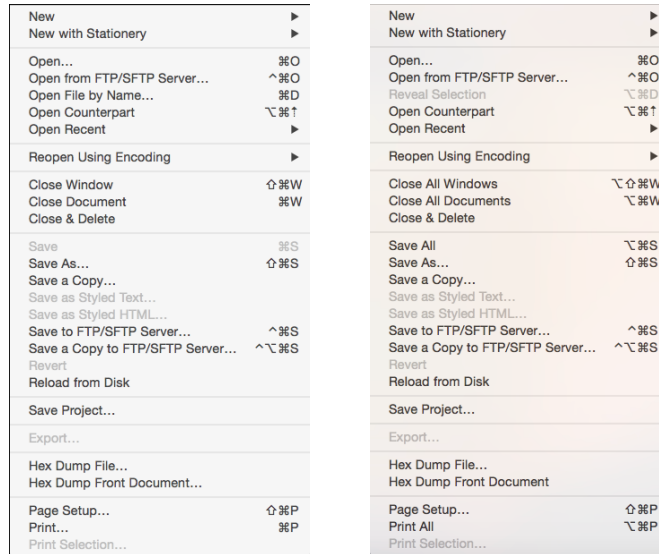 New ▶
New with Stationery ▶
Open... ⌘O
Open from FTP/SFTP Server... ^⌘O
Open File by Name... ⌘D
Open Counterpart ⌥⌘↑
Open Recent ▶
Reopen Using Encoding ▶
Close Window ⇧⌘W
Close Document ⌘W
Close & Delete
Save ⌘S
Save As... ⇧⌘S
Save a Copy...
Save as Styled Text...
Save as Styled HTML...
Save to FTP/SFTP Server... ^⌘S
Save a Copy to FTP/SFTP Server... ^⌥⌘S
Revert
Reload from Disk
Save Project...
Export...
Hex Dump File...
Hex Dump Front Document...
Page Setup... ⇧⌘P
Print... ⌘P
Print Selection...
New ▶
New with Stationery ▶
Open... ⌘O
Open from FTP/SFTP Server... ^⌘O
Reveal Selection ⌥⌘D
Open Counterpart ⌥⌘↑
Open Recent ▶
Reopen Using Encoding ▶
Close All Windows ⌥⇧⌘W
Close All Documents ⌥⌘W
Close & Delete
Save All ⌥⌘S
Save As... ⇧⌘S
Save a Copy...
Save as Styled Text...
Save as Styled HTML...
Save to FTP/SFTP Server... ^⌘S
Save a Copy to FTP/SFTP Server... ^⌥⌘S
Revert
Reload from Disk
Save Project...
Export...
Hex Dump File...
Hex Dump Front Document
Page Setup... ⇧⌘P
Print All ⌥⌘P
Print Selection...